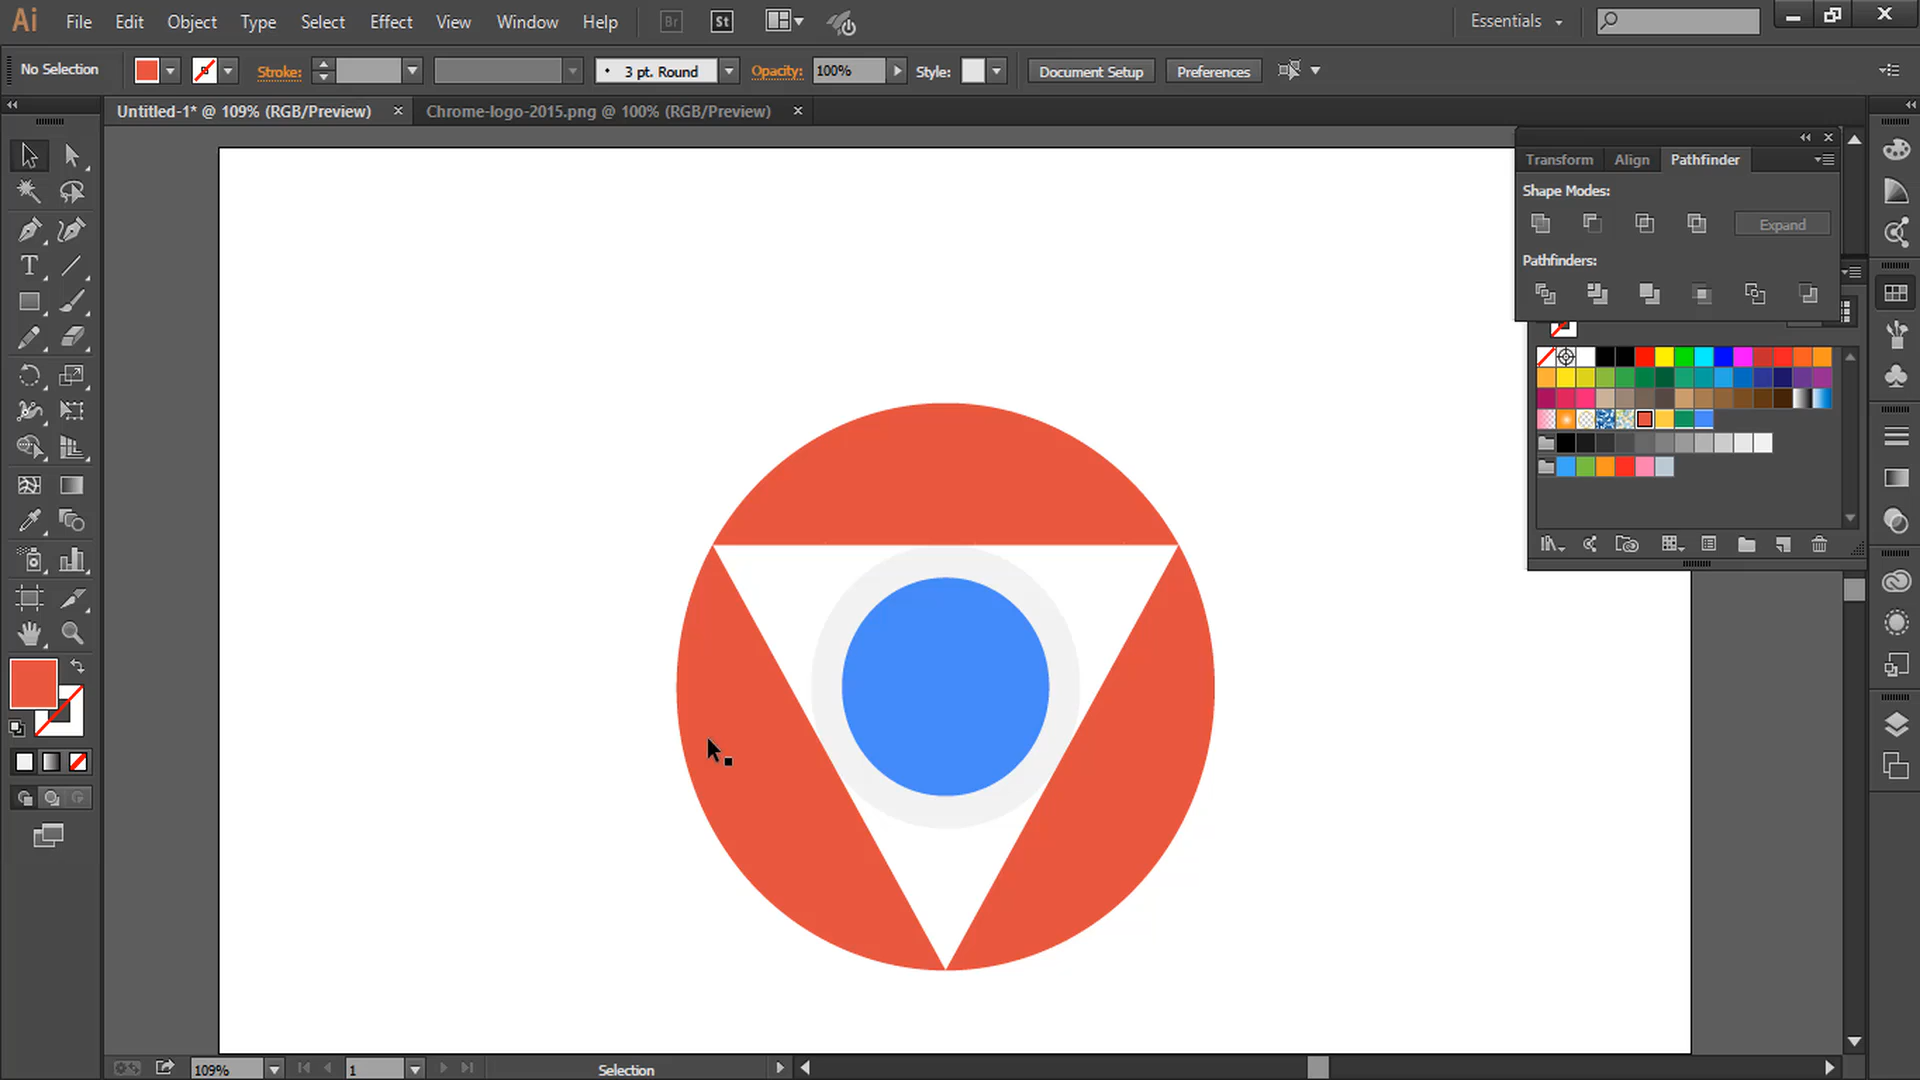 Ai File Edit Object Type Select Effect View Window Help Br St Essentials
No Selection Stroke: 3 pt. Round Opacity: 100% Style: Document Setup Preferences
Untitled-1* @ 109% (RGB/Preview) Chrome-logo-2015.png @ 100% (RGB/Preview)
Transform Align Pathfinder
Shape Modes:
Expand
Pathfinders:
T
109% 1 Selection